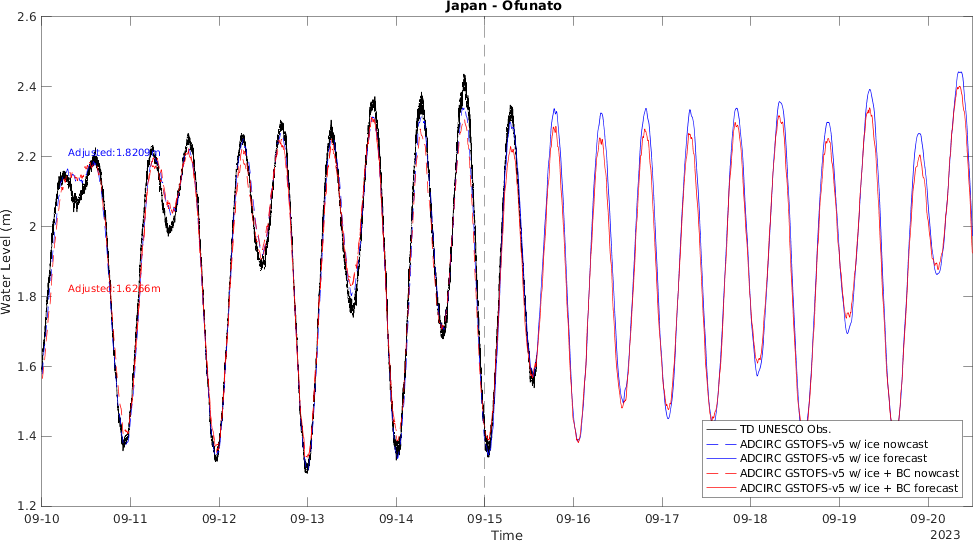 Japan - Ofunato
2.6
2.4
2.2
2
1.8
1.6
1.4
1.2
Water Level (m)
Adjusted:1.8209m
Adjusted:1.6266m
TD UNESCO Obs.
ADCIRC GSTOFS-v5 w/ ice nowcast
ADCIRC GSTOFS-v5 w/ ice forecast
ADCIRC GSTOFS-v5 w/ ice + BC nowcast
ADCIRC GSTOFS-v5 w/ ice + BC forecast
09-10 09-11 09-12 09-13 09-14 09-15 09-16 09-17 09-18 09-19 09-20
Time
2023